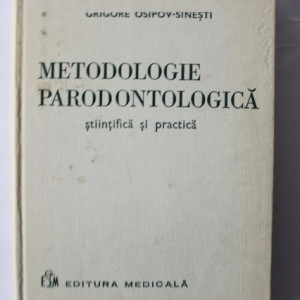 GRIGORE OSIPOV-SINEȘTI
METODOLOGIE
PARODONTOLOGICĂ
științifică și practică
EDITURA MEDICALĂ